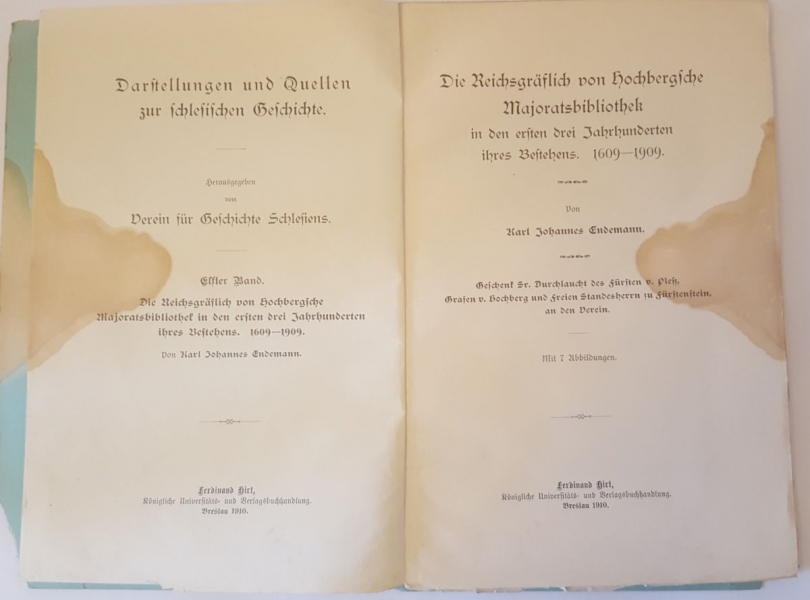 Darstellungen und Quellen
zur schlesischen Geschichte.
Herausgegeben
vom
Verein für Geschichte Schlesiens.
Elfter Band.
Die Reichsgräflich von Hochbergsche
Majoratsbibliothek in den ersten drei Jahrhunderten
ihres Bestehens. 1609—1909.
Von Karl Johannes Endemann.
Ferdinand Hirt,
Königliche Universitäts- und Verlagsbuchhandlung.
Breslau 1910.
Die Reichsgräflich von Hochbergsche
Majoratsbibliothek
in den ersten drei Jahrhunderten
ihres Bestehens. 1609—1909.
Von
Karl Johannes Endemann.
Geschenk Sr. Durchlaucht des Fürsten v. Pleß,
Grafen v. Hochberg und Freien Standesherrn zu Fürstenstein,
an den Verein.
Mit 7 Abbildungen.
Ferdinand Hirt,
Königliche Universitäts- und Verlagsbuchhandlung.
Breslau 1910.